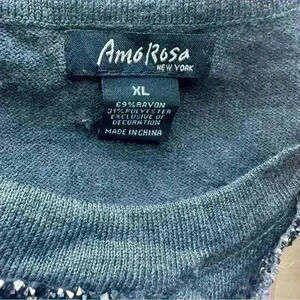 AmoRosa
NEW YORK
XL
69% RAYON
31% POLYESTER
EXCLUSIVE OF
DECORATION
MADE IN CHINA